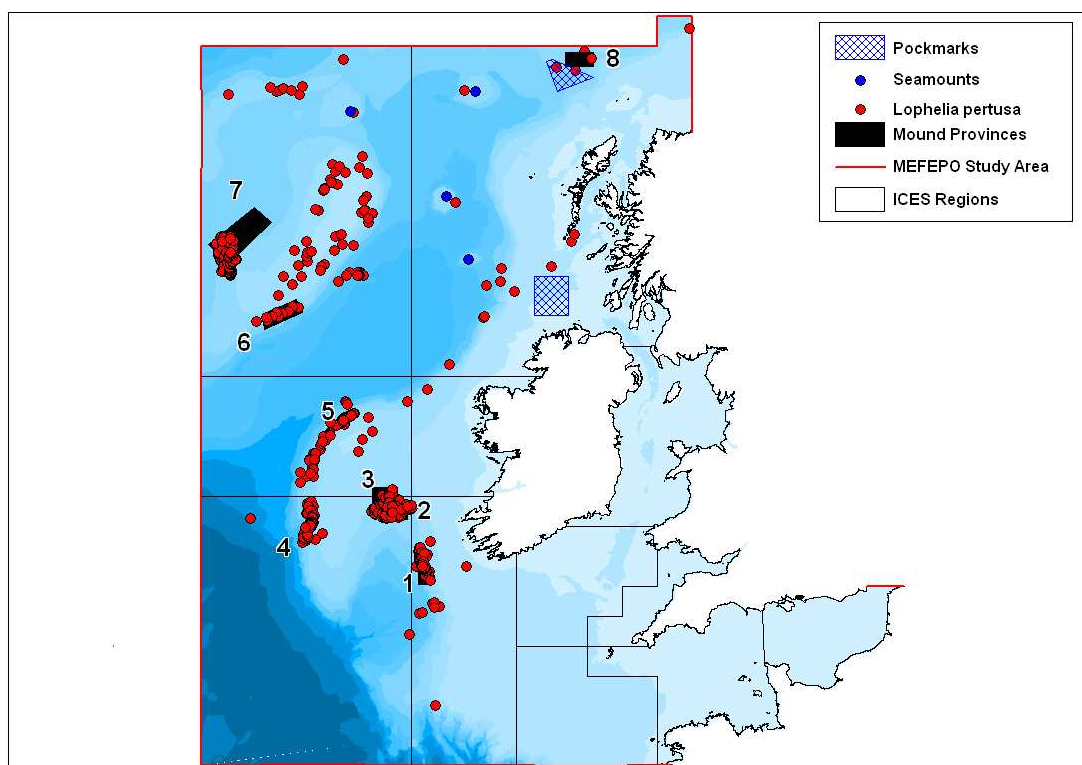 8
Pockmarks
Seamounts
Lophelia pertusa
Mound Provinces
MEFEPO Study Area
ICES Regions
7
6
5
3
2
4
1